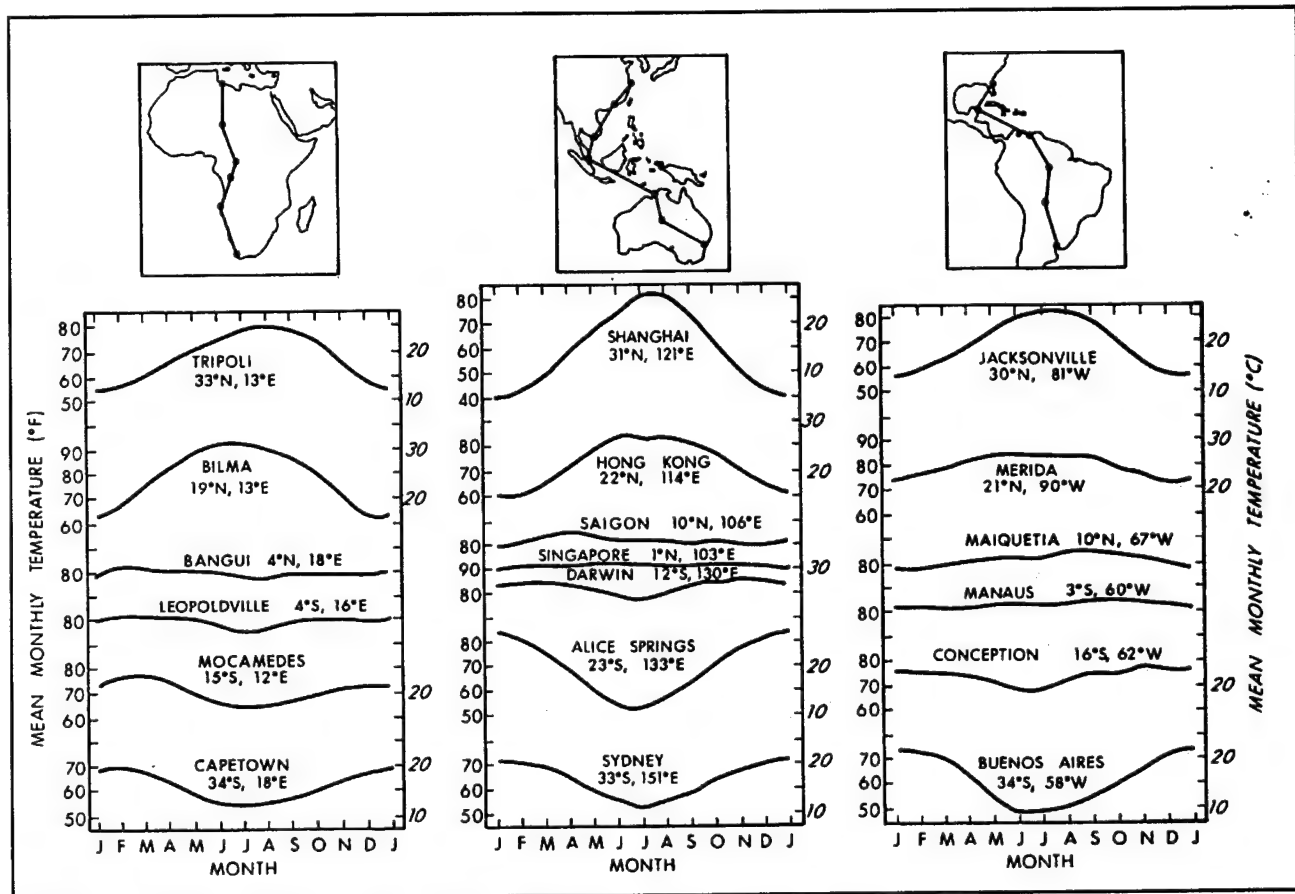 MEAN MONTHLY TEMPERATURE (°F)
80
70
60
50
TRIPOLI
33°N, 13°E
20
10
90
80
70
60
BILMA
19°N, 13°E
30
20
BANGUI 4°N, 18°E
80
LEOPOLDVILLE 4°S, 16°E
80
MOCAMEDES
15°S, 12°E
80
70
60
20
CAPETOWN
34°S, 18°E
70
60
50
20
10
J F M A M J J A S O N D J
MONTH
80
70
60
50
40
SHANGHAI
31°N, 121°E
20
10
30
80
60
HONG KONG
22°N, 114°E
20
SAIGON 10°N, 106°E
80
SINGAPORE 1°N, 103°E
90
30
DARWIN 12°S, 130°E
80
ALICE SPRINGS
23°S, 133°E
80
70
60
50
20
10
SYDNEY
33°S, 151°E
70
60
50
20
10
J F M A M J J A S O N D J
MONTH
80
70
60
50
JACKSONVILLE
30°N, 81°W
20
10
90
80
70
30
20
MERIDA
21°N, 90°W
MAIQUETIA 10°N, 67°W
80
MANAUS 3°S, 60°W
80
CONCEPTION 16°S, 62°W
80
70
60
20
BUENOS AIRES
34°S, 58°W
70
60
50
20
10
J F M A M J J A S O N D J
MONTH
MEAN MONTHLY TEMPERATURE (°C)